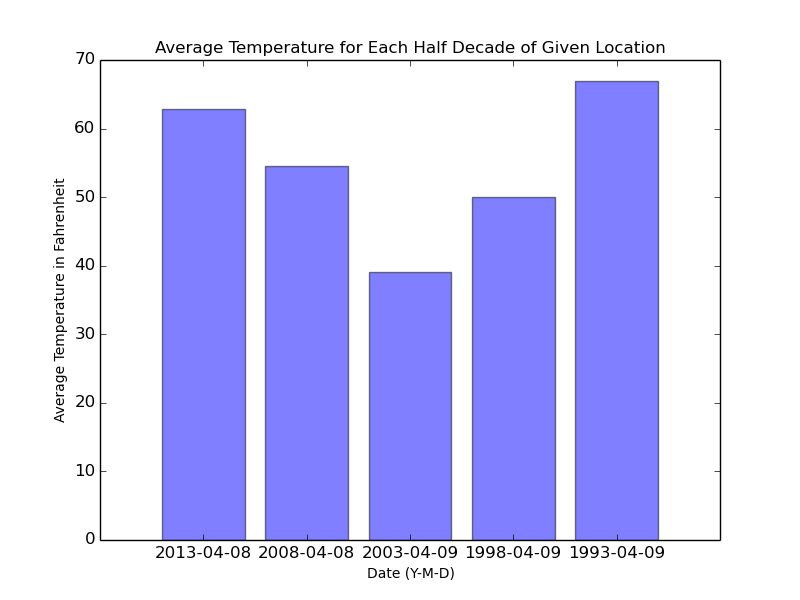 Average Temperature for Each Half Decade of Given Location
70
60
50
40
30
20
10
0
Average Temperature in Fahrenheit
2013-04-08 2008-04-08 2003-04-09 1998-04-09 1993-04-09
Date (Y-M-D)